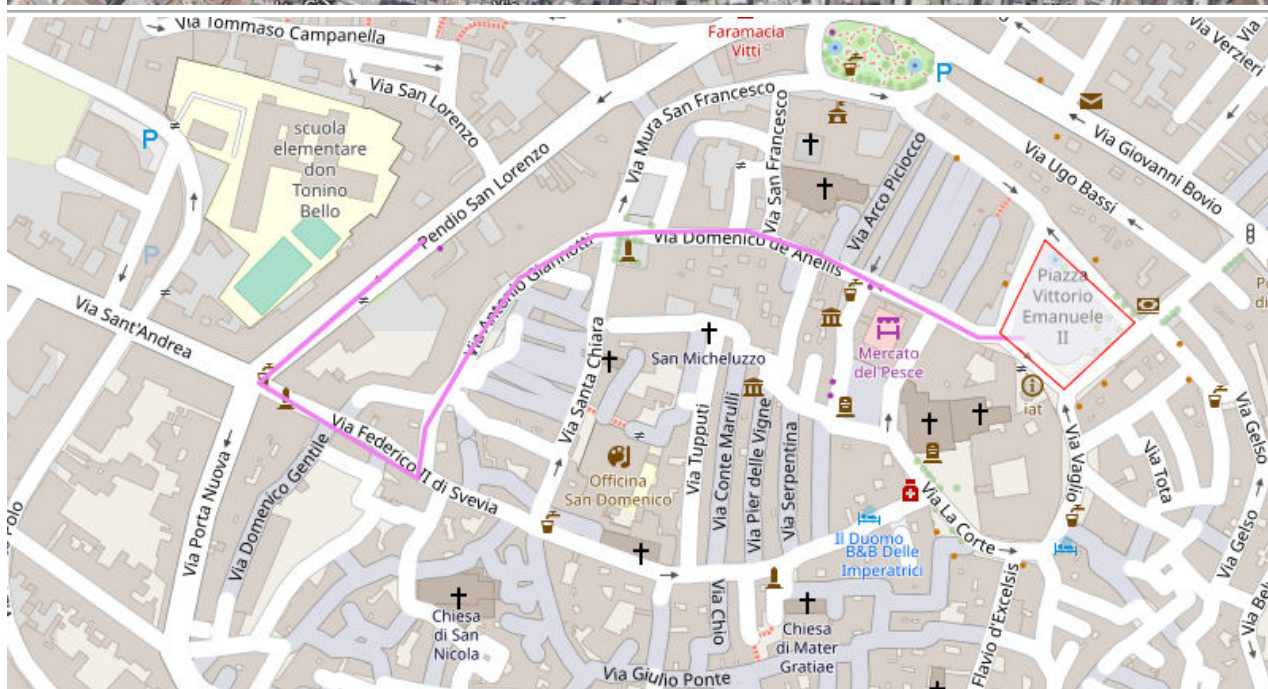 Via Tommaso Campanella
Faramacia
Vitti
Via Verzieri
Via San Lorenzo
Via Mura San Francesco
P
P
scuola
elementare
don
Tonino
Bello
Via San Francesco
Via Giovanni Bovio
Via Ugo Bassi
Via Arco Piciocco
Pendio San Lorenzo
Via Domenico de Anellis
Via Antonio Giannotti
P
Piazza
Vittorio
Emanuele
II
Via Sant'Andrea
Via Santa Chiara
San Micheluzzo
Mercato
del Pesce
iat
Via Federico II di Svevia
Via Porta Nuova
Via Domenico Gentile
Via Tupputi
Via Conte Marulli
Via Pier delle Vigne
Via Serpentina
Officina
San Domenico
Via La Corte
Via Vaglio
Via Tota
Via Gelso
Via Gelso
Il Duomo
B&B Delle
Imperatrici
Via Chio
Chiesa
di San
Nicola
Chiesa
di Mater
Gratiae
Flavio d'Excelsis
Via Giulio Ponte